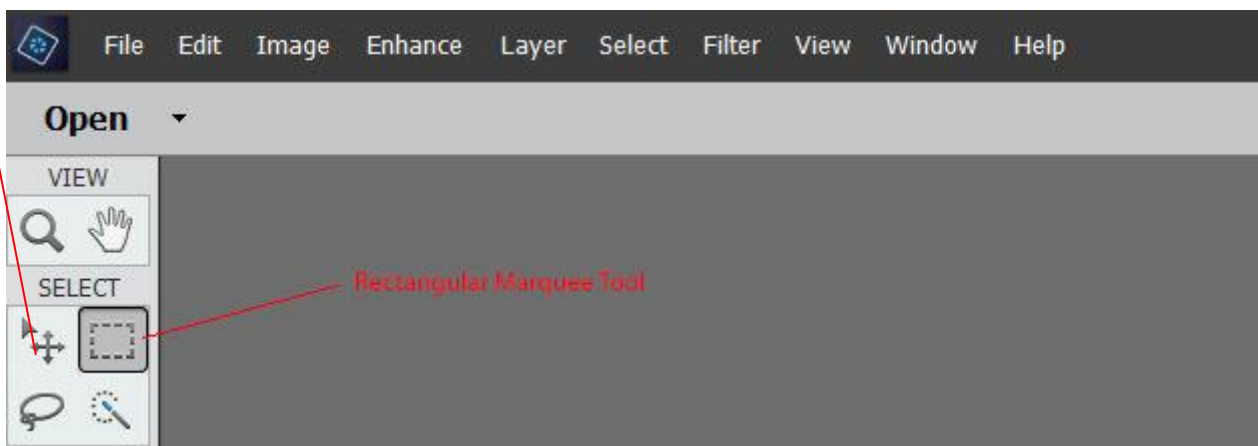 File Edit Image Enhance Layer Select Filter View Window Help
Open
VIEW
SELECT
Rectangular Marquee Tool